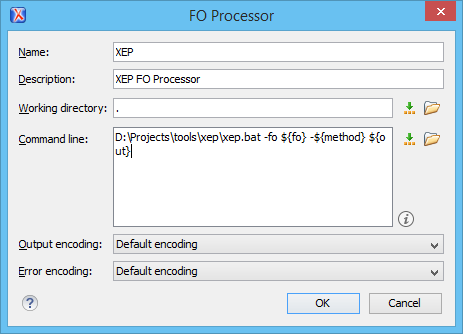 FO Processor
Name: XEP
Description: XEP FO Processor
Working directory: .
Command line: D:\Projects\tools\xep\xep.bat -fo ${fo} -${method} ${o
ut}
Output encoding: Default encoding
Error encoding: Default encoding
OK Cancel